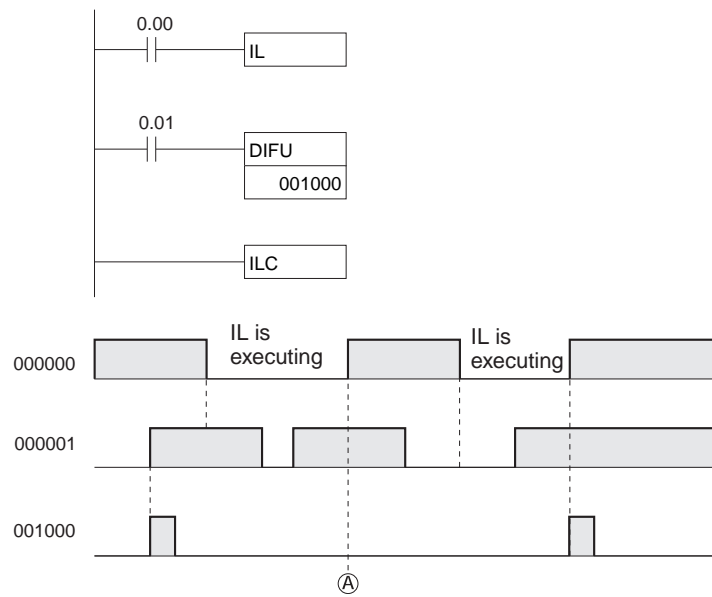 0.00
IL
0.01
DIFU
001000
ILC
IL is
executing
IL is
executing
000000
000001
001000
Ⓐ